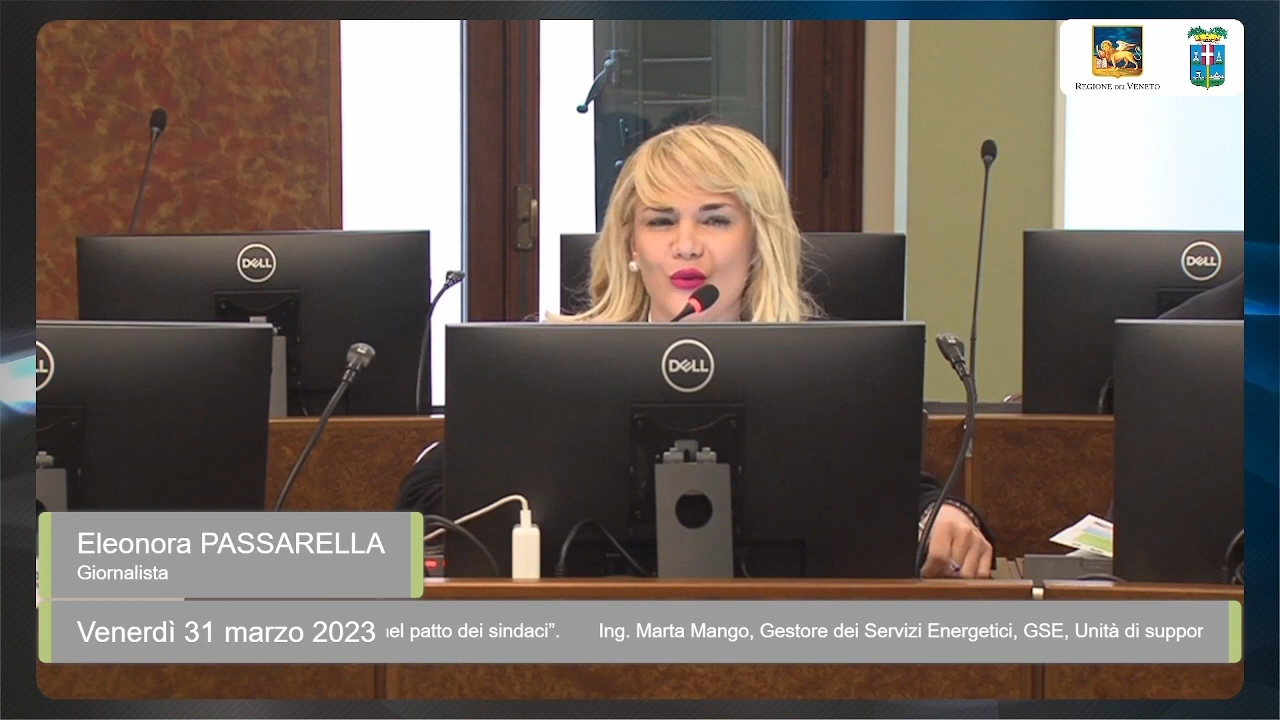 REGIONE DEL VENETO
DELL
DELL
DELL
Eleonora PASSARELLA
Giornalista
Venerdì 31 marzo 2023
nel patto dei sindaci”. Ing. Marta Mango, Gestore dei Servizi Energetici, GSE, Unità di suppor